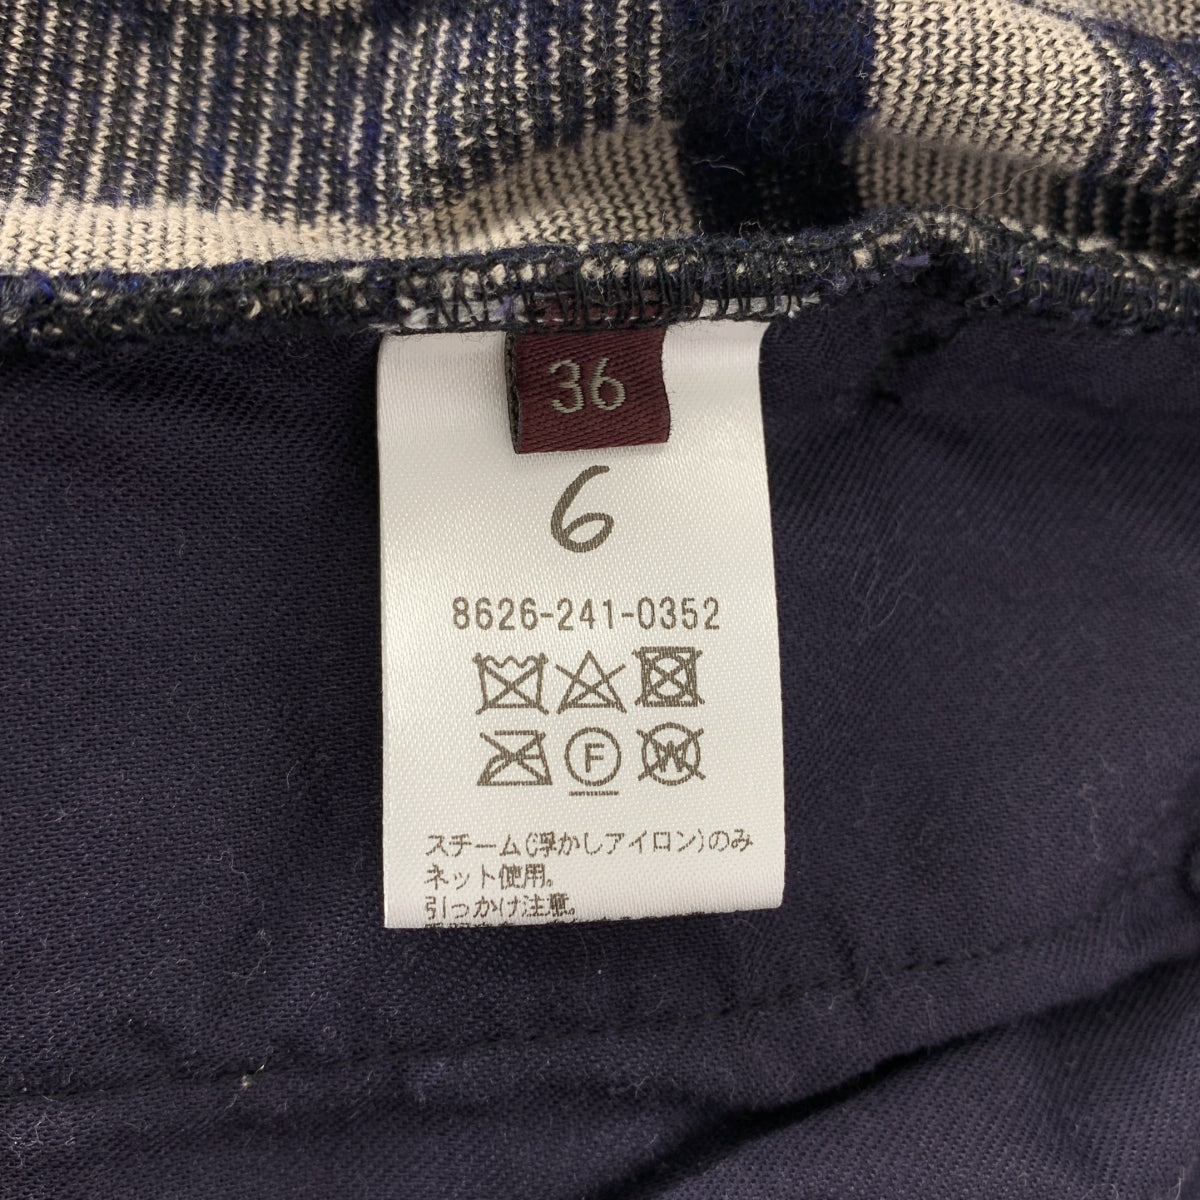 36
6
8626-241-0352
F
W
スチーム(浮かしアイロン)のみ
ネット使用。
引っかけ注意。